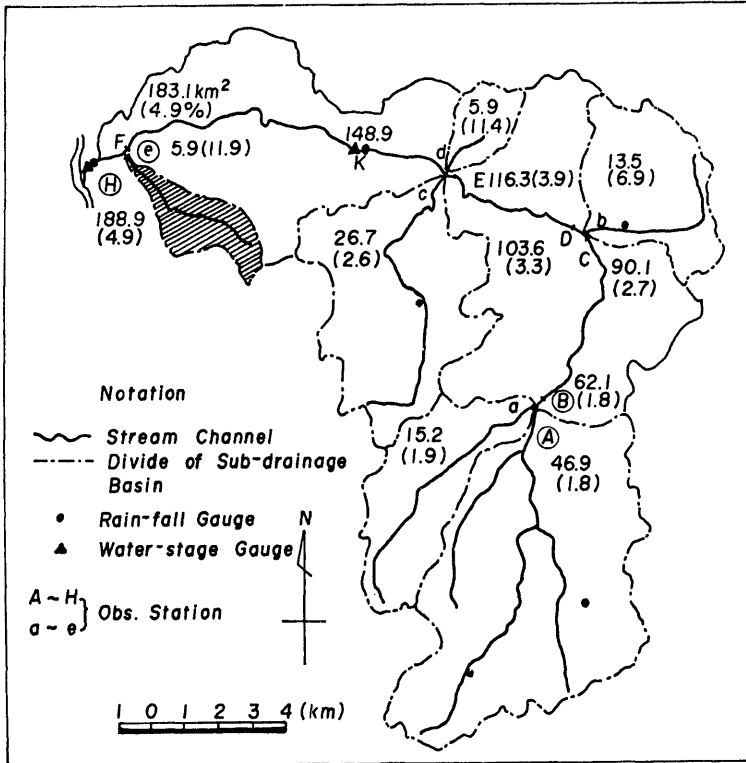 183.1km²
(4.9%)
F
e
5.9(11.9)
H
188.9
(4.9)
148.9
K
5.9
(11.4)
d
c
E116.3(3.9)
13.5
(6.9)
D
b
C
26.7
(2.6)
103.6
(3.3)
90.1
(2.7)
62.1
(1.8)
a
B
A
15.2
(1.9)
46.9
(1.8)
Notation
Stream Channel
Divide of Sub-drainage
Basin
Rain-fall Gauge
Water-stage Gauge
N
A~H
a~e
} Obs. Station
1 0 1 2 3 4 (km)